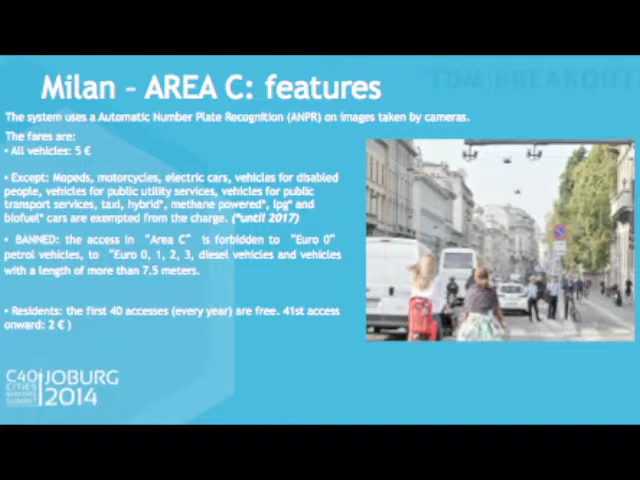 TDM BREAKOUT
Milan – AREA C: features
The system uses a Automatic Number Plate Recognition (ANPR) on images taken by cameras.
The fares are:
• All vehicles: 5 €
• Except: Mopeds, motorcycles, electric cars, vehicles for disabled
people, vehicles for public utility services, vehicles for public
transport services, taxi, hybrid*, methane powered*, lpg* and
biofuel* cars are exempted from the charge. (*until 2017)
• BANNED: the access in “Area C” is forbidden to “Euro 0”
petrol vehicles, to “Euro 0, 1, 2, 3, diesel vehicles and vehicles
with a length of more than 7.5 meters.
• Residents: the first 40 accesses (every year) are free. 41st access
onward: 2 € )
C40
CITIES
MAYORS
SUMMIT
JOBURG
2014